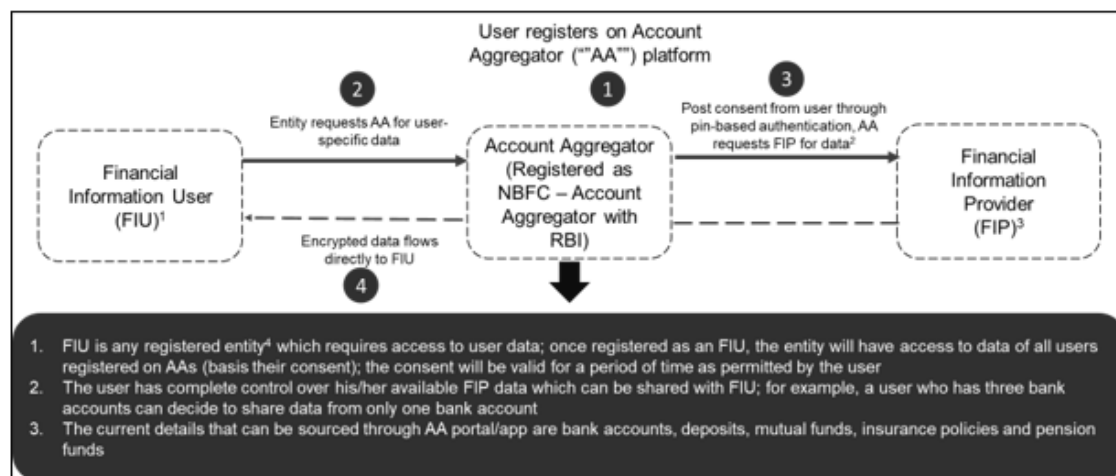 User registers on Account
Aggregator (“”AA””) platform
1
2
Entity requests AA for user-
specific data
3
Post consent from user through
pin-based authentication, AA
requests FIP for data2
Financial
Information User
(FIU)1
Account Aggregator
(Registered as
NBFC – Account
Aggregator with
RBI)
Financial
Information
Provider
(FIP)3
Encrypted data flows
directly to FIU
4
1. FIU is any registered entity4 which requires access to user data; once registered as an FIU, the entity will have access to data of all users
registered on AAs (basis their consent); the consent will be valid for a period of time as permitted by the user
2. The user has complete control over his/her available FIP data which can be shared with FIU; for example, a user who has three bank
accounts can decide to share data from only one bank account
3. The current details that can be sourced through AA portal/app are bank accounts, deposits, mutual funds, insurance policies and pension
funds